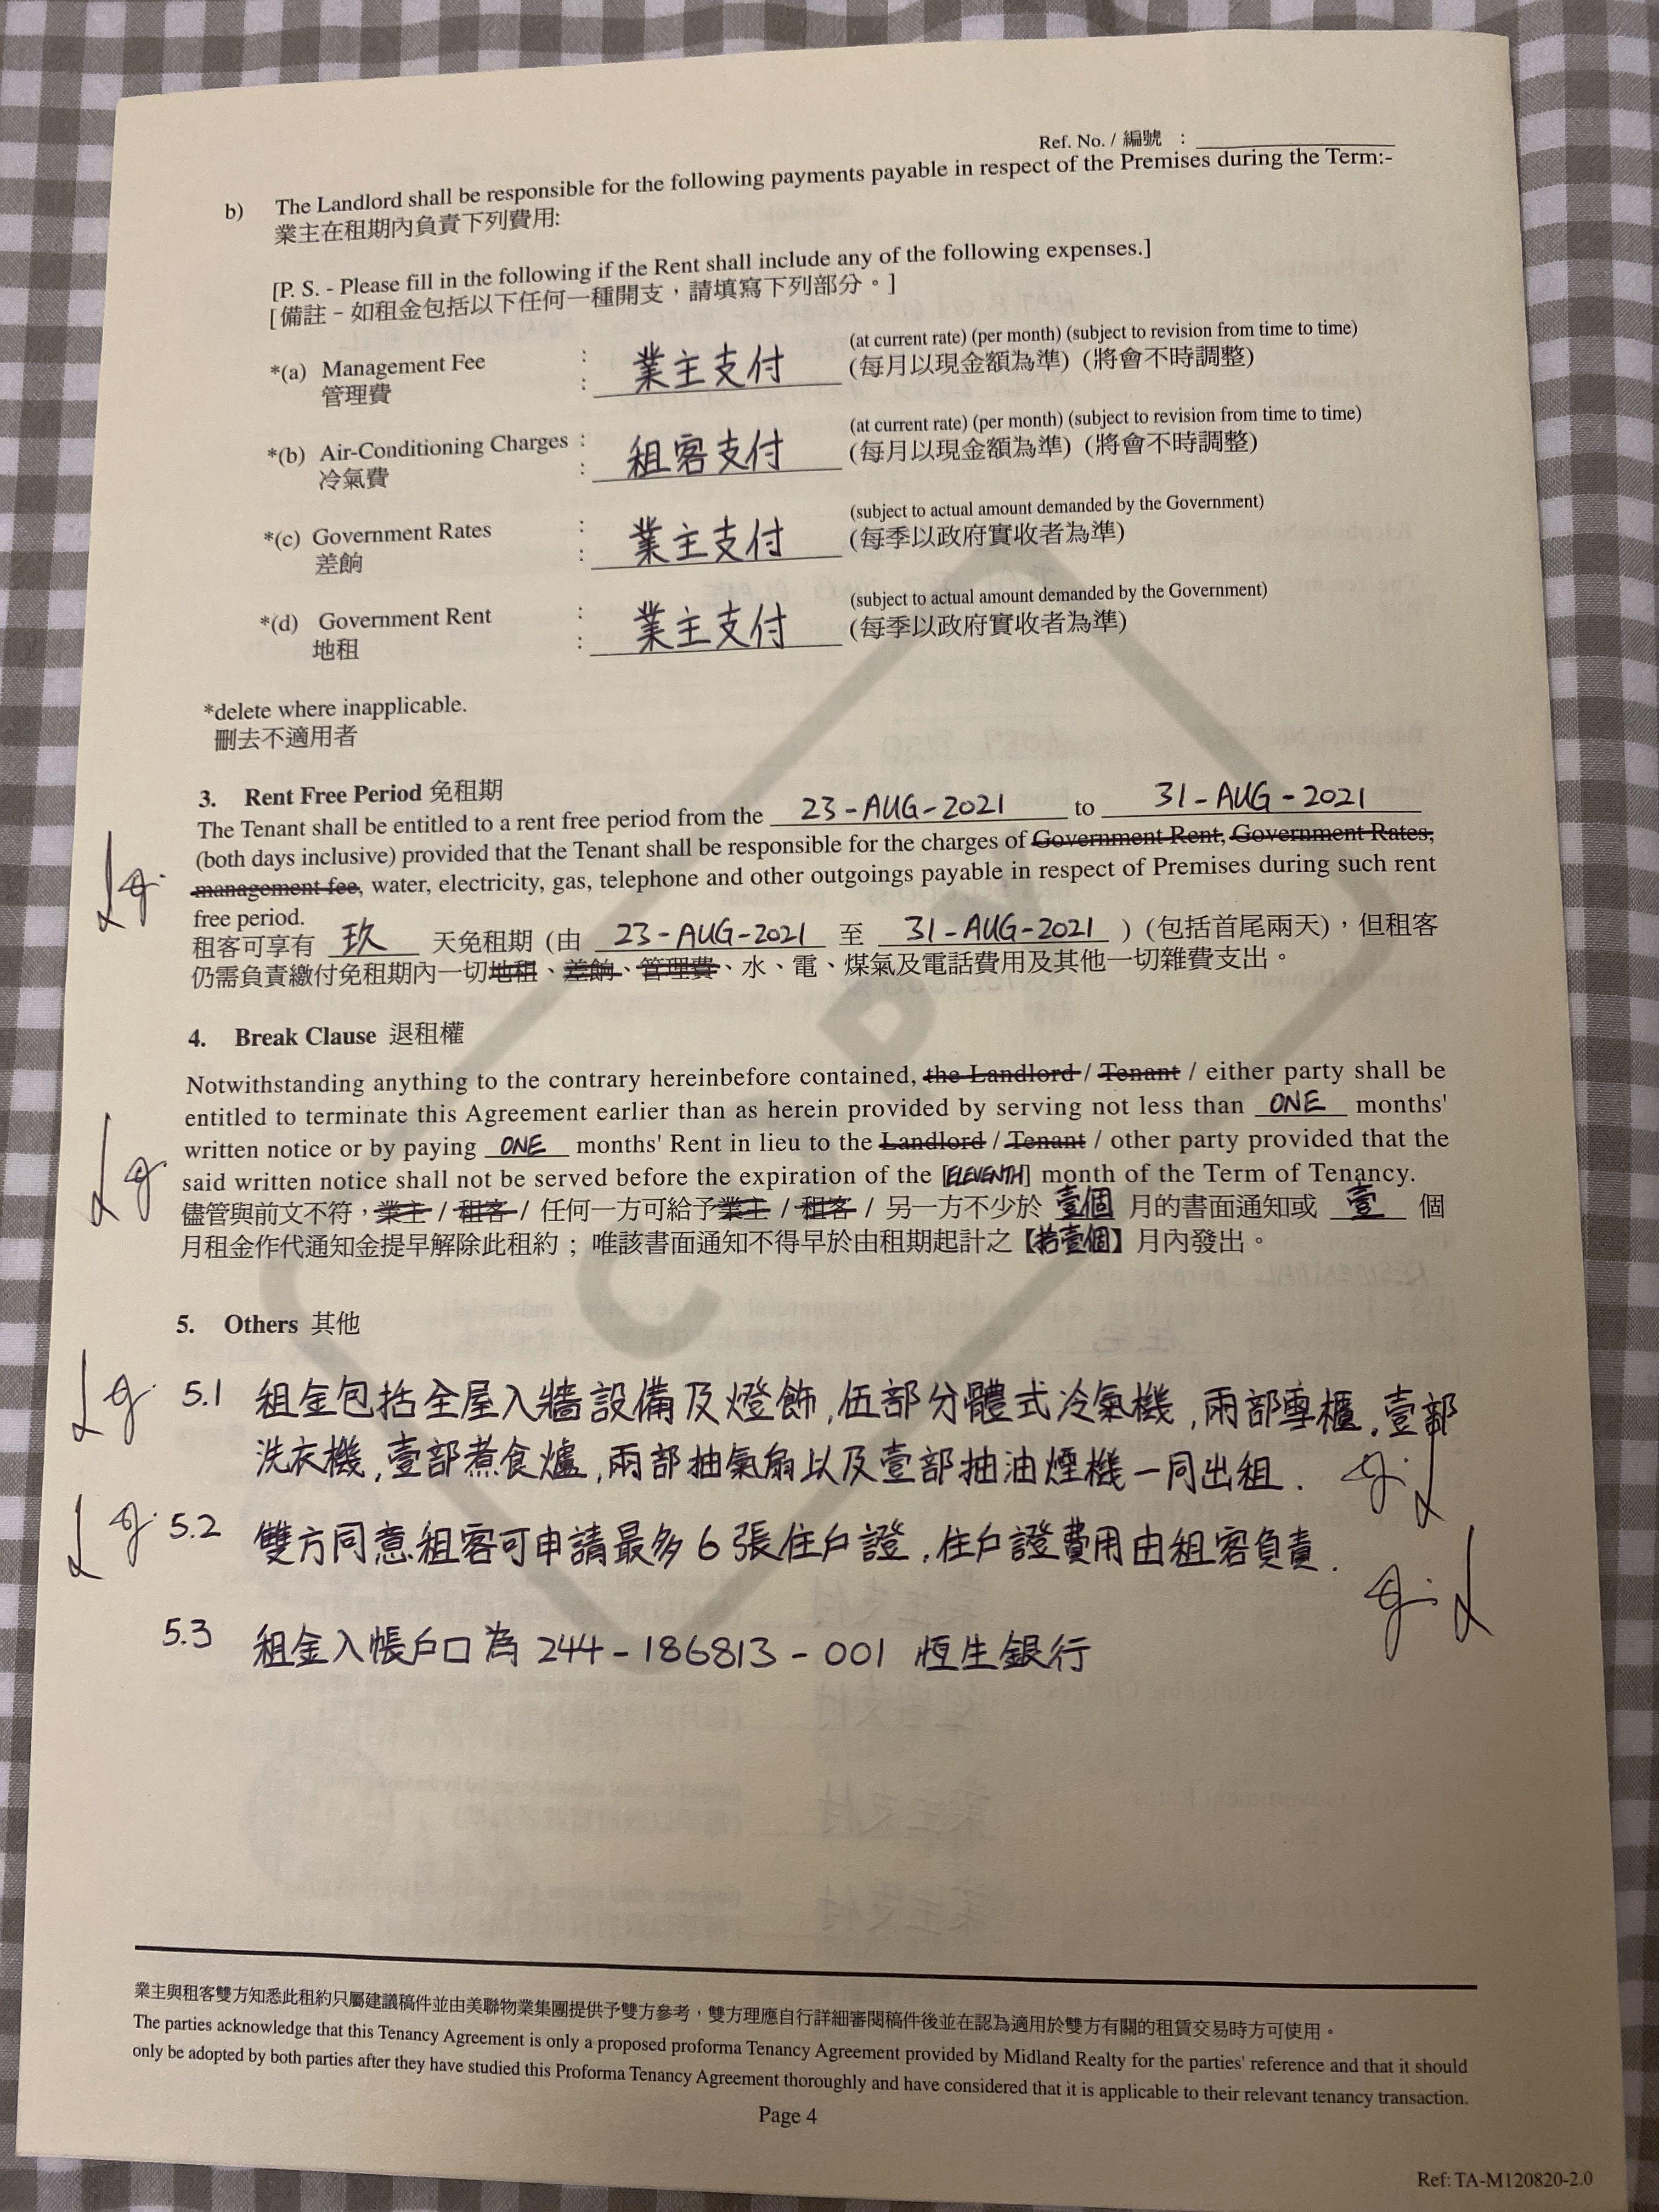 Ref. No. / 編號 :
b) The Landlord shall be responsible for the following payments payable in respect of the Premises during the Term:-
業主在租期內負責下列費用:
[P. S. - Please fill in the following if the Rent shall include any of the following expenses.]
[備註 - 如租金包括以下任何一種開支，請填寫下列部分。]
*(a) Management Fee : (at current rate) (per month) (subject to revision from time to time)
管理費 : 業主支付 (每月以現金額為準) (將會不時調整)
*(b) Air-Conditioning Charges : (at current rate) (per month) (subject to revision from time to time)
冷氣費 : 租客支付 (每月以現金額為準) (將會不時調整)
*(c) Government Rates : (subject to actual amount demanded by the Government)
差餉 : 業主支付 (每季以政府實收者為準)
*(d) Government Rent : (subject to actual amount demanded by the Government)
地租 : 業主支付 (每季以政府實收者為準)
*delete where inapplicable.
刪去不適用者
3. Rent Free Period 免租期
The Tenant shall be entitled to a rent free period from the 23-AUG-2021 to 31-AUG-2021
(both days inclusive) provided that the Tenant shall be responsible for the charges of Government Rent, Government Rates,
management fee, water, electricity, gas, telephone and other outgoings payable in respect of Premises during such rent
free period.
租客可享有 玖 天免租期 (由 23-AUG-2021 至 31-AUG-2021 ) (包括首尾兩天)，但租客
仍需負責繳付免租期內一切地租、差餉、管理費、水、電、煤氣及電話費用及其他一切雜費支出。
4. Break Clause 退租權
Notwithstanding anything to the contrary hereinbefore contained, the Landlord / Tenant / either party shall be
entitled to terminate this Agreement earlier than as herein provided by serving not less than ONE months'
written notice or by paying ONE months' Rent in lieu to the Landlord / Tenant / other party provided that the
said written notice shall not be served before the expiration of the [ELEVENTH] month of the Term of Tenancy.
儘管與前文不符，業主 / 租客 / 任何一方可給予業主 / 租客 / 另一方不少於 壹個 月的書面通知或 壹 個
月租金作代通知金提早解除此租約；唯該書面通知不得早於由租期起計之【拾壹個】月內發出。
5. Others 其他
5.1 租金包括全屋入牆設備及燈飾,伍部分體式冷氣機,兩部雪櫃,壹部
洗衣機,壹部煮食爐,兩部抽氣扇以及壹部抽油煙機一同出租.
5.2 雙方同意租客可申請最多6張住戶證,住戶證費用由租客負責.
5.3 租金入帳戶口為 244-186813-001 恆生銀行
COPY
業主與租客雙方知悉此租約只屬建議稿件並由美聯物業集團提供予雙方參考，雙方理應自行詳細審閱稿件後並在認為適用於雙方有關的租賃交易時方可使用。
The parties acknowledge that this Tenancy Agreement is only a proposed proforma Tenancy Agreement provided by Midland Realty for the parties' reference and that it should
only be adopted by both parties after they have studied this Proforma Tenancy Agreement thoroughly and have considered that it is applicable to their relevant tenancy transaction.
Page 4
Ref: TA-M120820-2.0